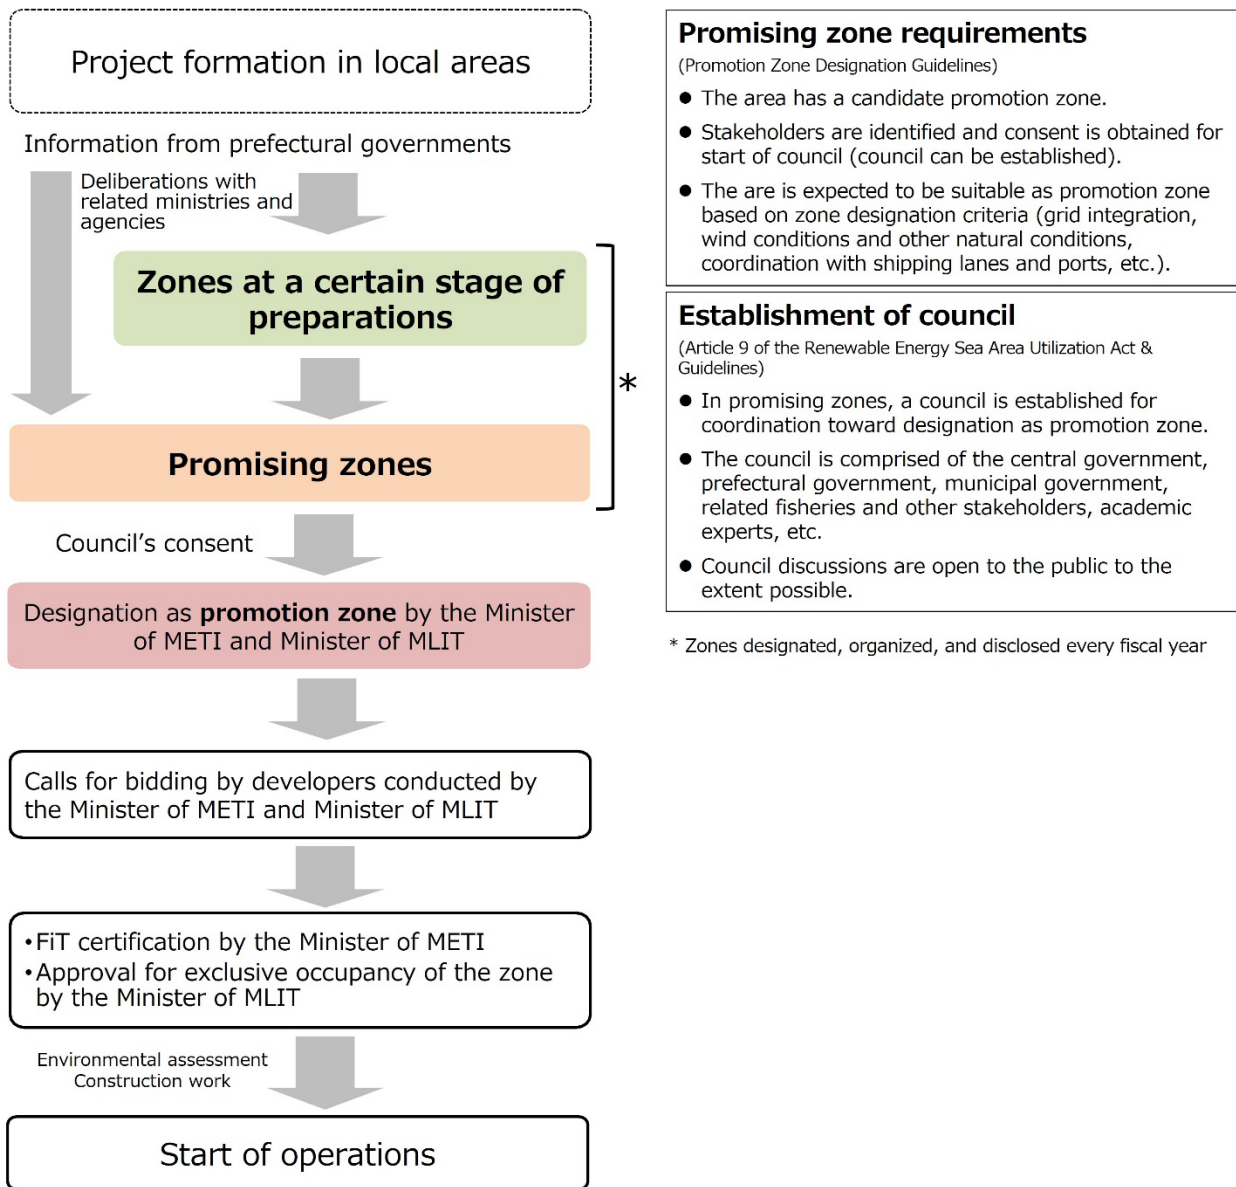 Project formation in local areas
Information from prefectural governments
Deliberations with
related ministries and
agencies
Zones at a certain stage of
preparations
*
Promising zones
Council's consent
Designation as promotion zone by the Minister
of METI and Minister of MLIT
Calls for bidding by developers conducted by
the Minister of METI and Minister of MLIT
•FiT certification by the Minister of METI
•Approval for exclusive occupancy of the zone
by the Minister of MLIT
Environmental assessment
Construction work
Start of operations
Promising zone requirements
(Promotion Zone Designation Guidelines)
● The area has a candidate promotion zone.
● Stakeholders are identified and consent is obtained for
start of council (council can be established).
● The are is expected to be suitable as promotion zone
based on zone designation criteria (grid integration,
wind conditions and other natural conditions,
coordination with shipping lanes and ports, etc.).
Establishment of council
(Article 9 of the Renewable Energy Sea Area Utilization Act &
Guidelines)
● In promising zones, a council is established for
coordination toward designation as promotion zone.
● The council is comprised of the central government,
prefectural government, municipal government,
related fisheries and other stakeholders, academic
experts, etc.
● Council discussions are open to the public to the
extent possible.
* Zones designated, organized, and disclosed every fiscal year